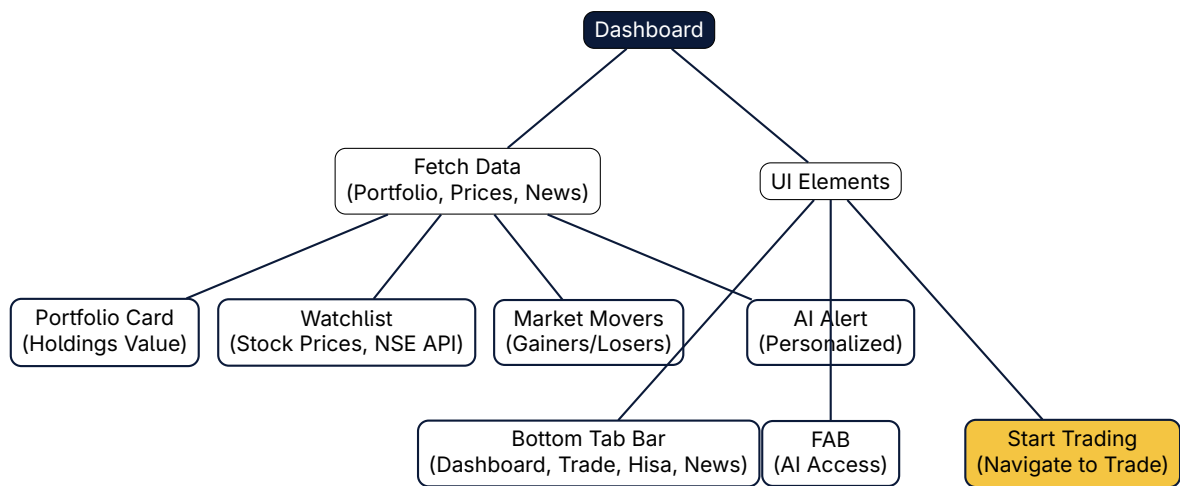 Dashboard
Fetch Data
(Portfolio, Prices, News)
UI Elements
Portfolio Card
(Holdings Value)
Watchlist
(Stock Prices, NSE API)
Market Movers
(Gainers/Losers)
AI Alert
(Personalized)
Bottom Tab Bar
(Dashboard, Trade, Hisa, News)
FAB
(AI Access)
Start Trading
(Navigate to Trade)